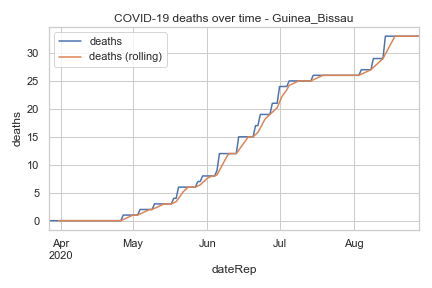 COVID-19 deaths over time - Guinea_Bissau
deaths
deaths (rolling)
deaths
30
25
20
15
10
5
0
Apr May Jun Jul Aug
2020
dateRep